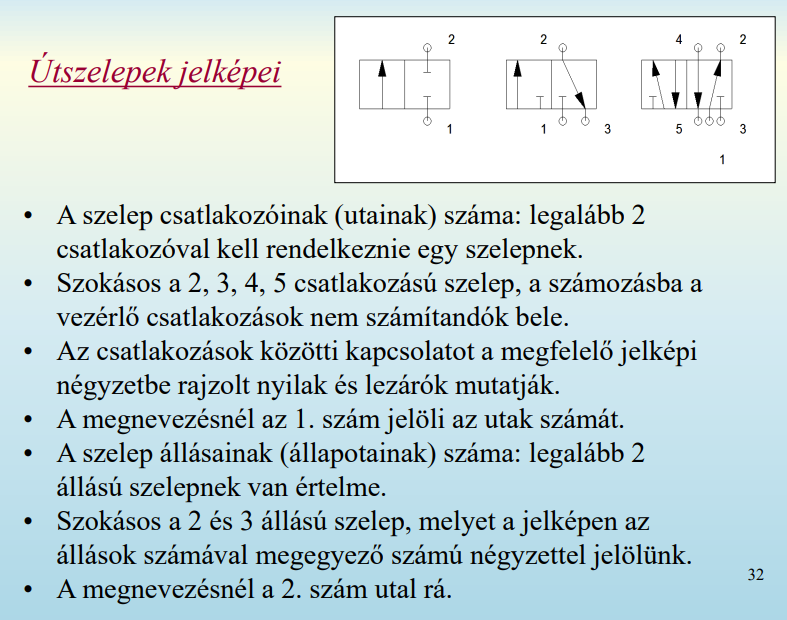 Útszelepek jelképei
2 2 4 2
1 1 3 5 3
1
• A szelep csatlakozóinak (utainak) száma: legalább 2
csatlakozóval kell rendelkeznie egy szelepnek.
• Szokásos a 2, 3, 4, 5 csatlakozású szelep, a számozásba a
vezérlő csatlakozások nem számítandók bele.
• Az csatlakozások közötti kapcsolatot a megfelelő jelképi
négyzetbe rajzolt nyilak és lezárók mutatják.
• A megnevezésnél az 1. szám jelöli az utak számát.
• A szelep állásainak (állapotainak) száma: legalább 2
állású szelepnek van értelme.
• Szokásos a 2 és 3 állású szelep, melyet a jelképen az
állások számával megegyező számú négyzettel jelölünk.
• A megnevezésnél a 2. szám utal rá.
32